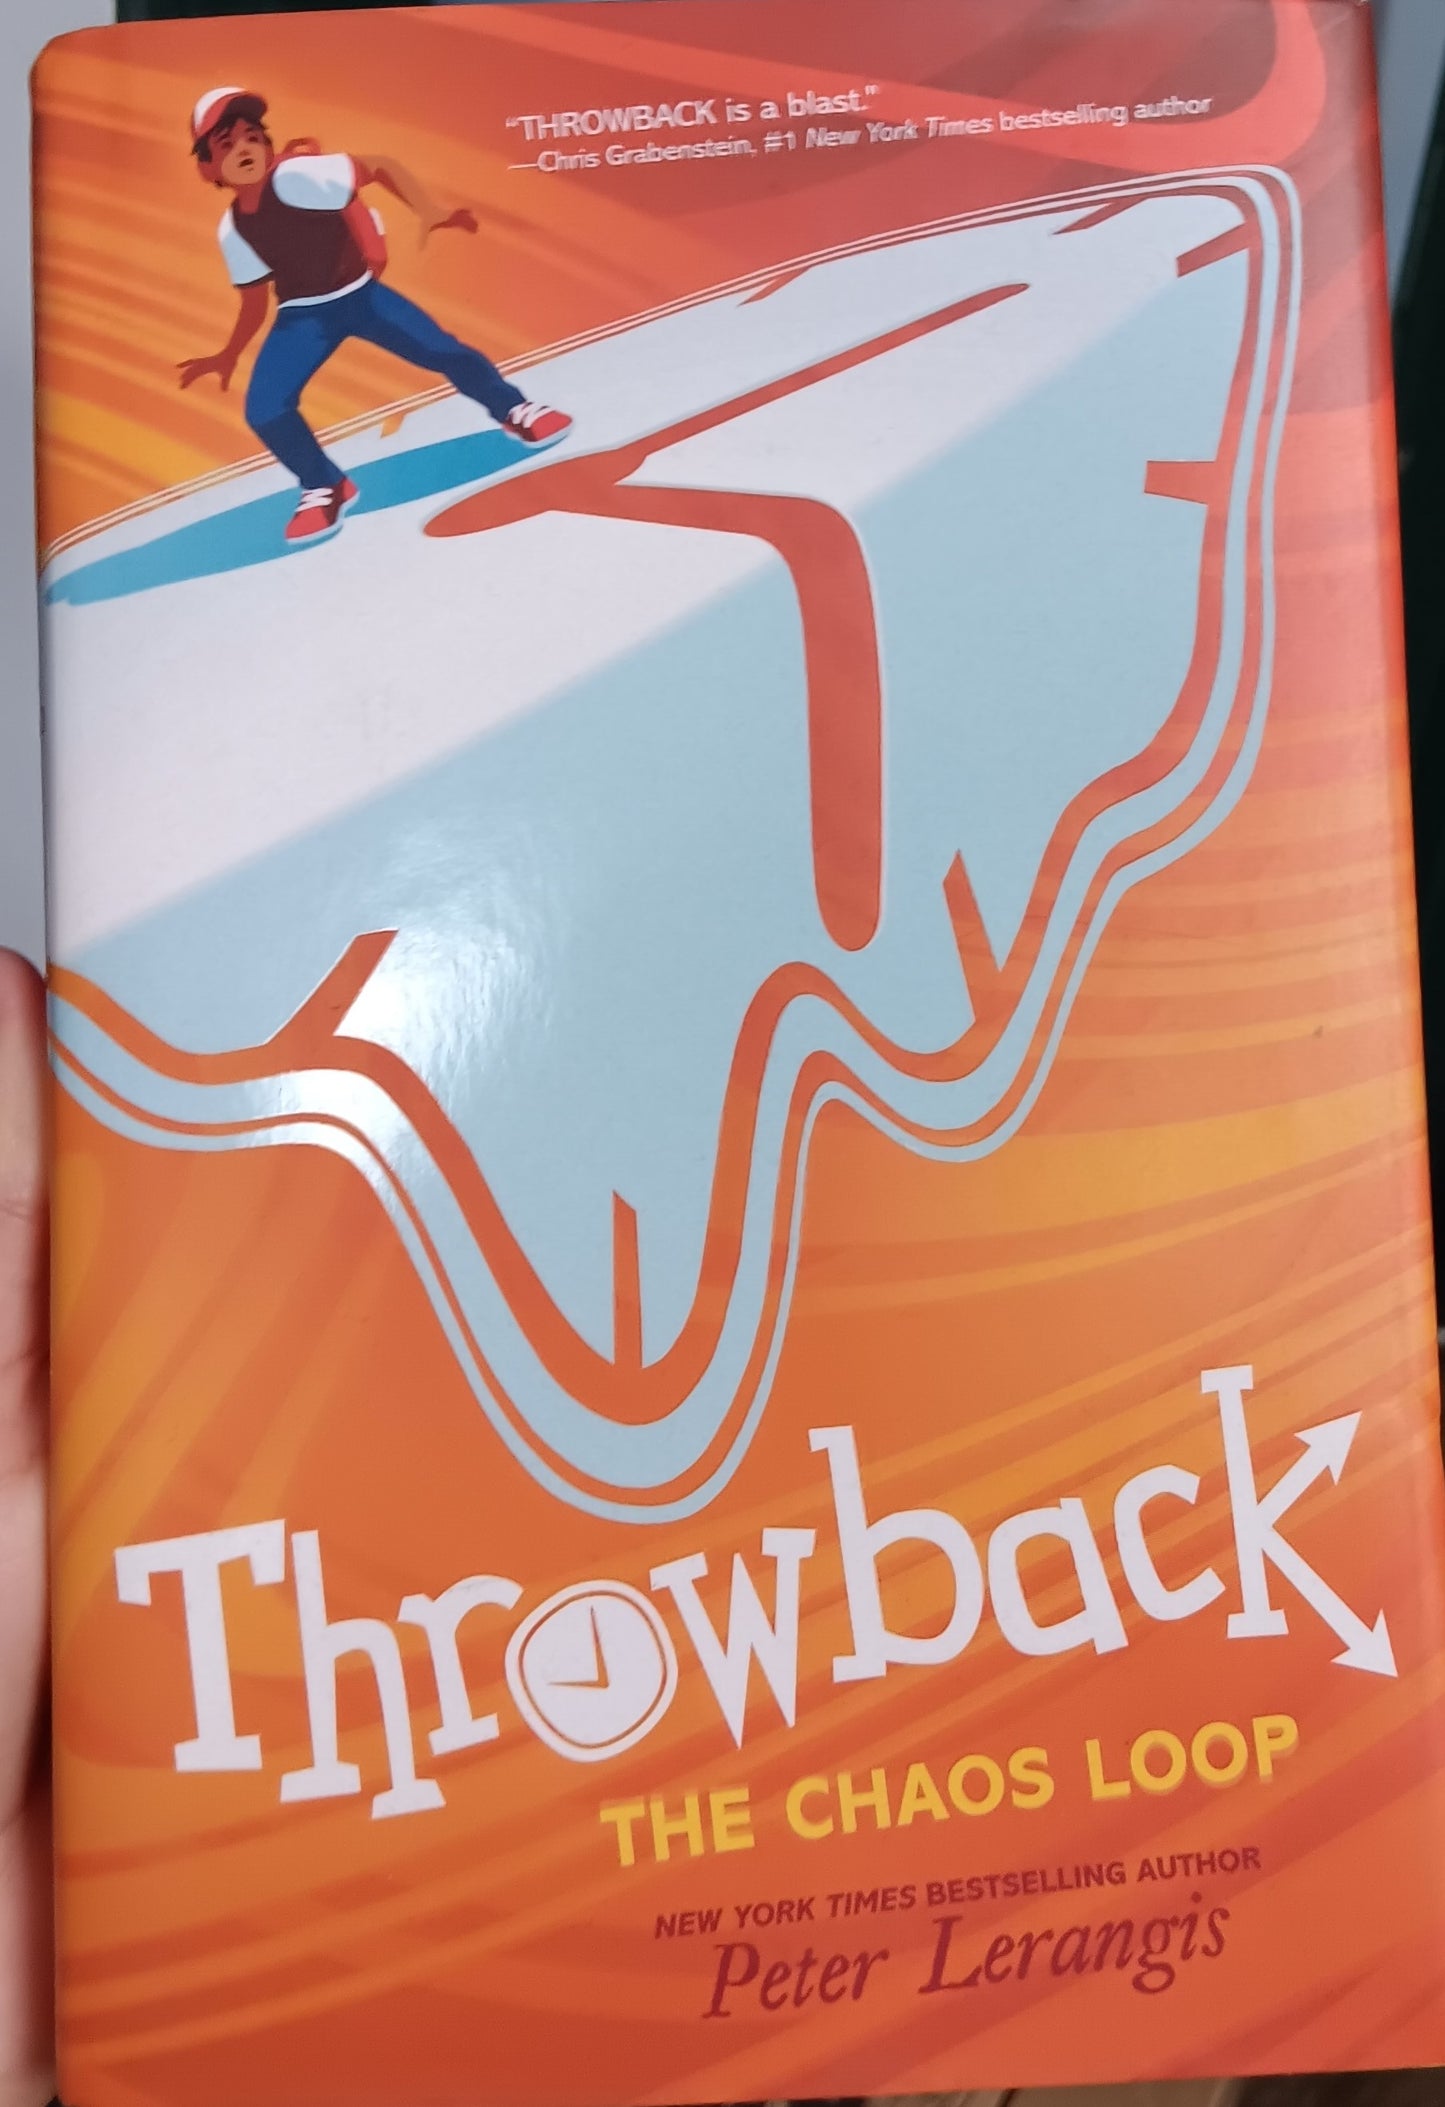 "THROWBACK is a blast."
—Chris Grabenstein, #1 New York Times bestselling author
Throwback
THE CHAOS LOOP
NEW YORK TIMES BESTSELLING AUTHOR
Peter Lerangis